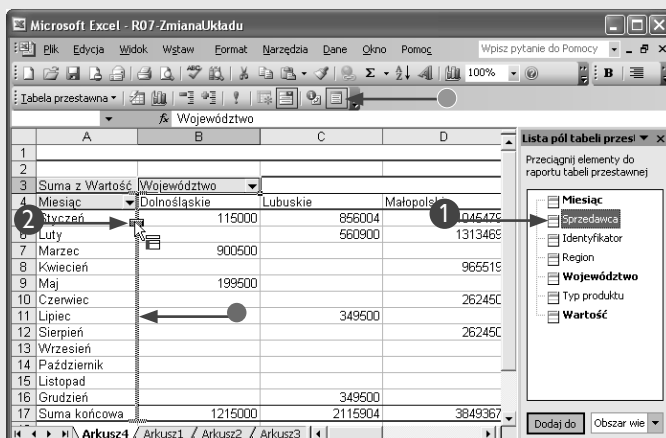 Microsoft Excel - R07-ZmianaUkładu
Plik Edycja Widok Wstaw Format Narzędzia Dane Okno Pomoc Wpisz pytanie do Pomocy
100% B
Tabela przestawna
fx Województwo
A B C D
Lista pól tabeli przest
Przeciągnij elementy do
raportu tabeli przestawnej
1
2
3 Suma z Wartość Województwo
4 Miesiąc Dolnośląskie Lubuskie Małopolski
2 Styczeń 115000 856004
6 Luty 560900 1313469
7 Marzec 900500
8 Kwiecień 965519
9 Maj 199500
10 Czerwiec 262450
11 Lipiec 349500
12 Sierpień 262450
13 Wrzesień
14 Październik
15 Listopad
16 Grudzień 349500
17 Suma końcowa 1215000 2115904 3849367
1
Miesiąc
Sprzedawca
Identyfikator
Region
Województwo
Typ produktu
Wartość
Dodaj do Obszar wie
Arkusz4 Arkusz1 Arkusz2 Arkusz3